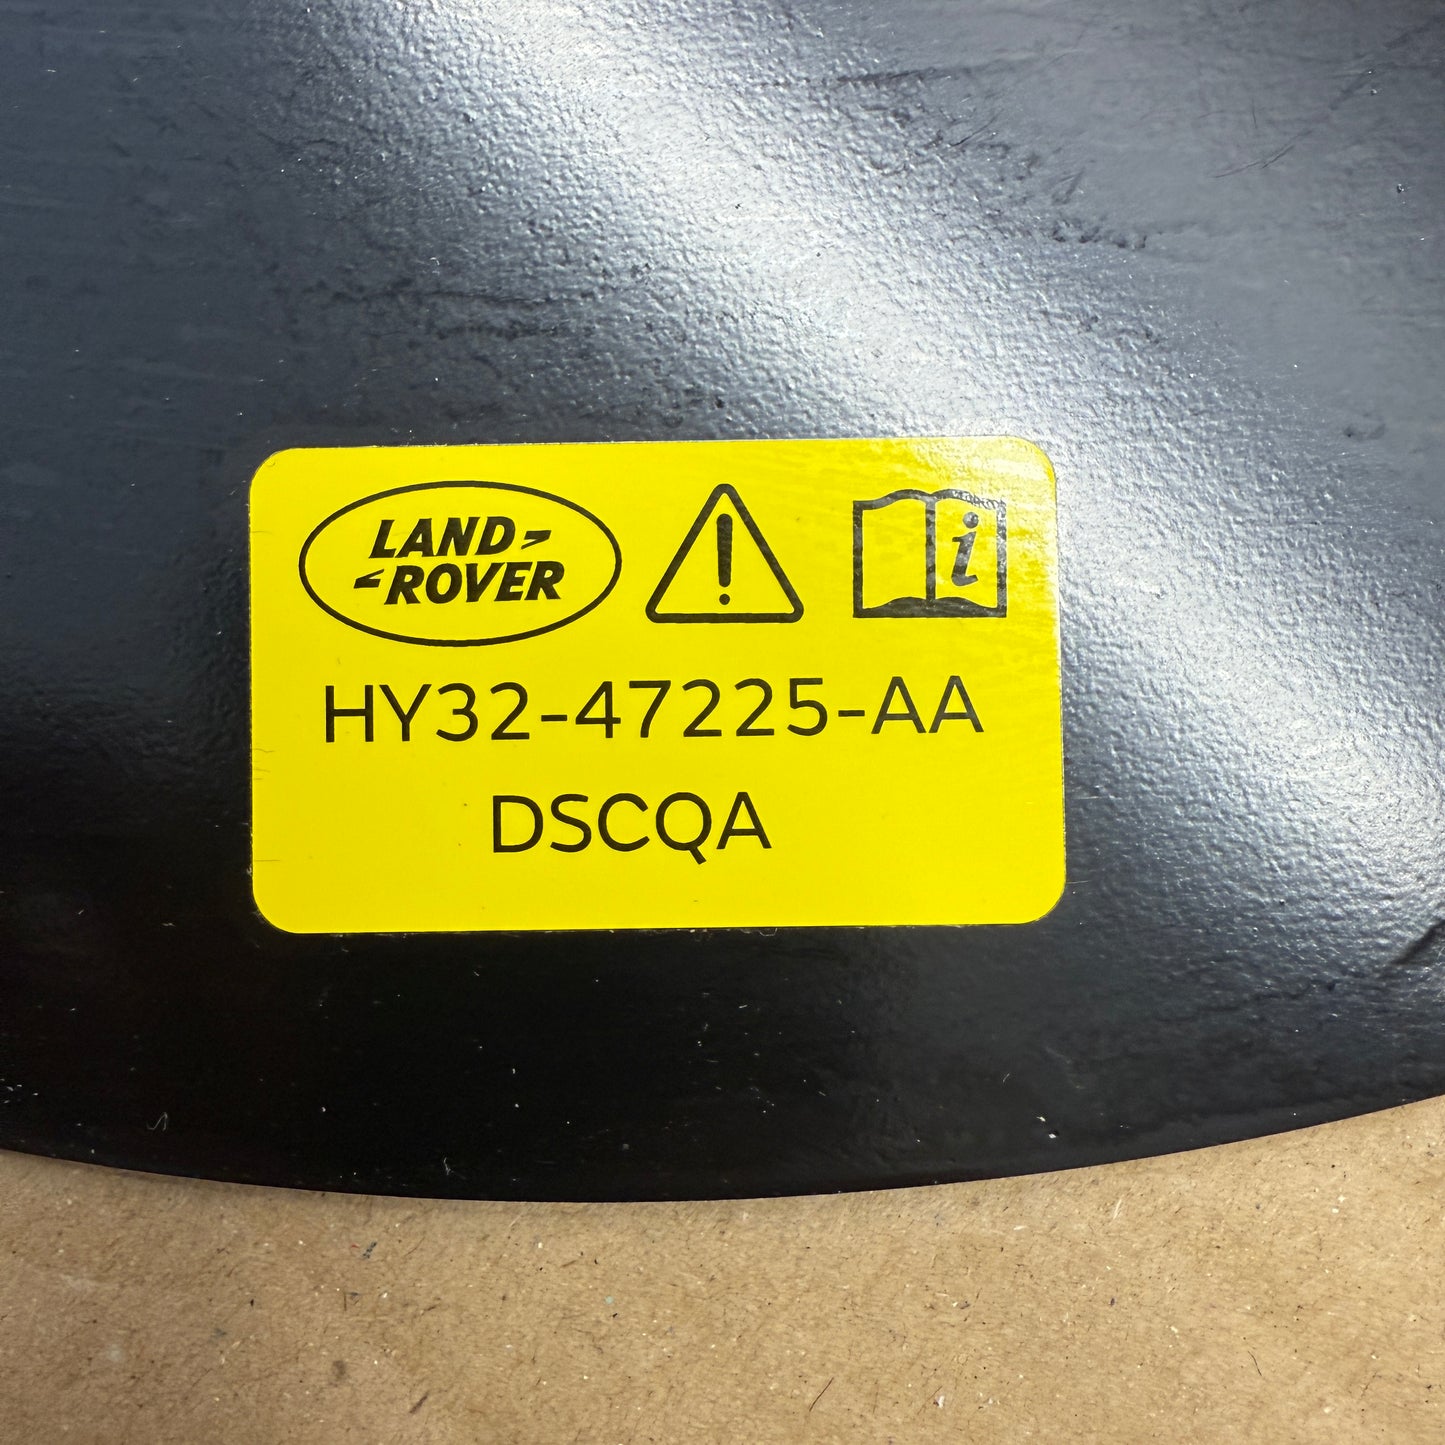 LAND-
-ROVER
HY32-47225-AA
DSCQA